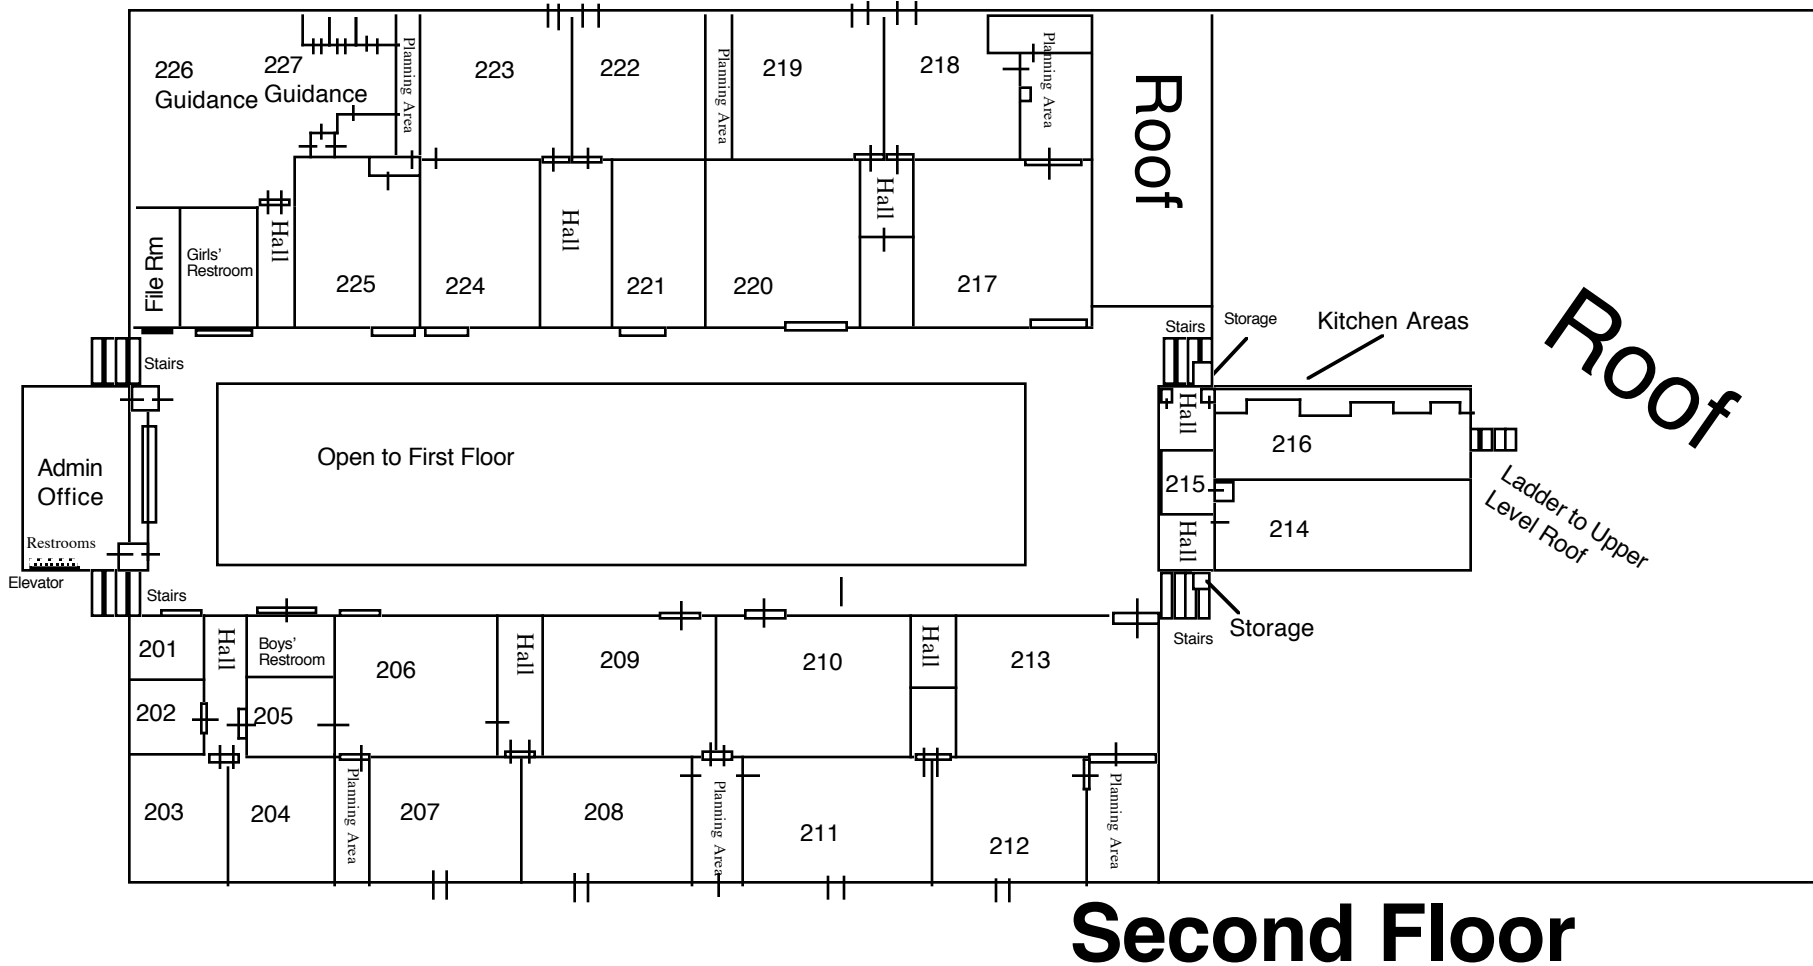 226
Guidance
227
Guidance
Planning Area
223
222
Planning Area
219
218
Planning Area
Roof
File Rm
Girls'
Restroom
Hall
225
224
Hall
221
220
Hall
217
Stairs
Stairs
Storage
Kitchen Areas
Roof
Admin
Office
Restrooms
Elevator
Stairs
Open to First Floor
Hall
216
215
Hall
214
Ladder to Upper
Level Roof
Storage
Stairs
201
Hall
Boys'
Restroom
206
Hall
209
210
Hall
213
202
205
203
204
Planning Area
207
208
Planning Area
211
212
Planning Area
Second Floor